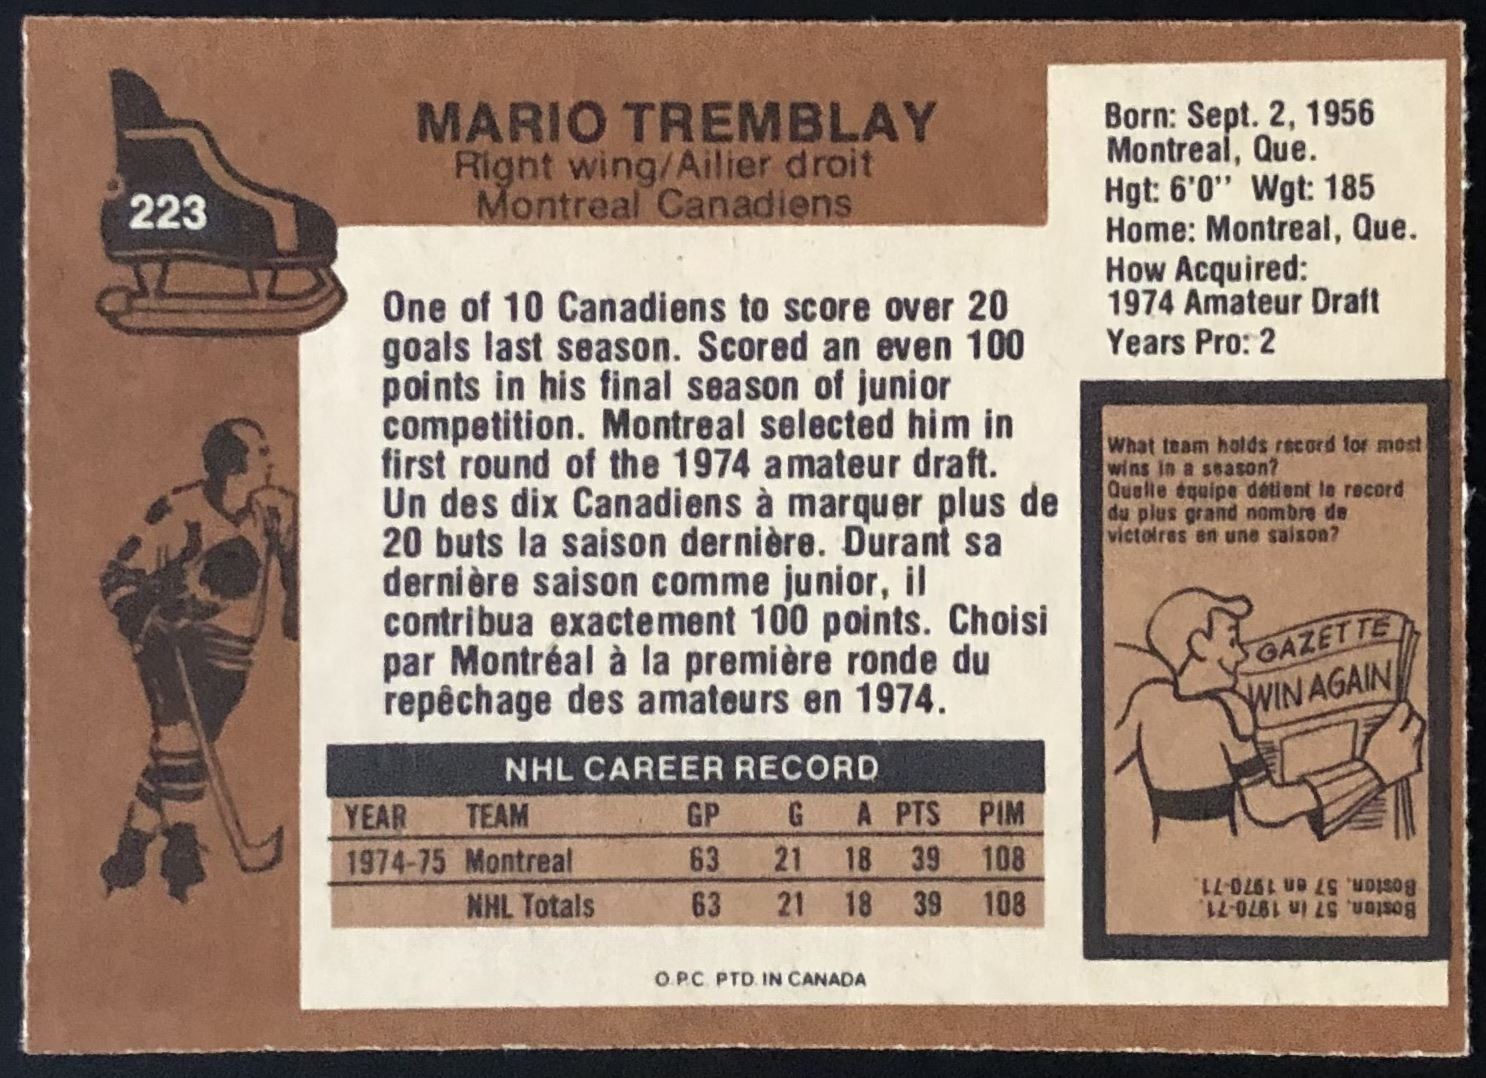 223
MARIO TREMBLAY
Right wing/Ailier droit
Montreal Canadiens
Born: Sept. 2, 1956
Montreal, Que.
Hgt: 6'0'' Wgt: 185
Home: Montreal, Que.
How Acquired:
1974 Amateur Draft
Years Pro: 2
One of 10 Canadiens to score over 20
goals last season. Scored an even 100
points in his final season of junior
competition. Montreal selected him in
first round of the 1974 amateur draft.
Un des dix Canadiens à marquer plus de
20 buts la saison dernière. Durant sa
dernière saison comme junior, il
contribua exactement 100 points. Choisi
par Montréal à la première ronde du
repêchage des amateurs en 1974.
NHL CAREER RECORD
YEAR TEAM GP G A PTS PIM
1974-75 Montreal 63 21 18 39 108
NHL Totals 63 21 18 39 108
O.P.C. PTD. IN CANADA
What team holds record for most
wins in a season?
Quelle équipe détient le record
du plus grand nombre de
victoires en une saison?
GAZETTE
WIN AGAIN
Boston, 57 in 1970-71.
Boston, 57 en 1970-71.